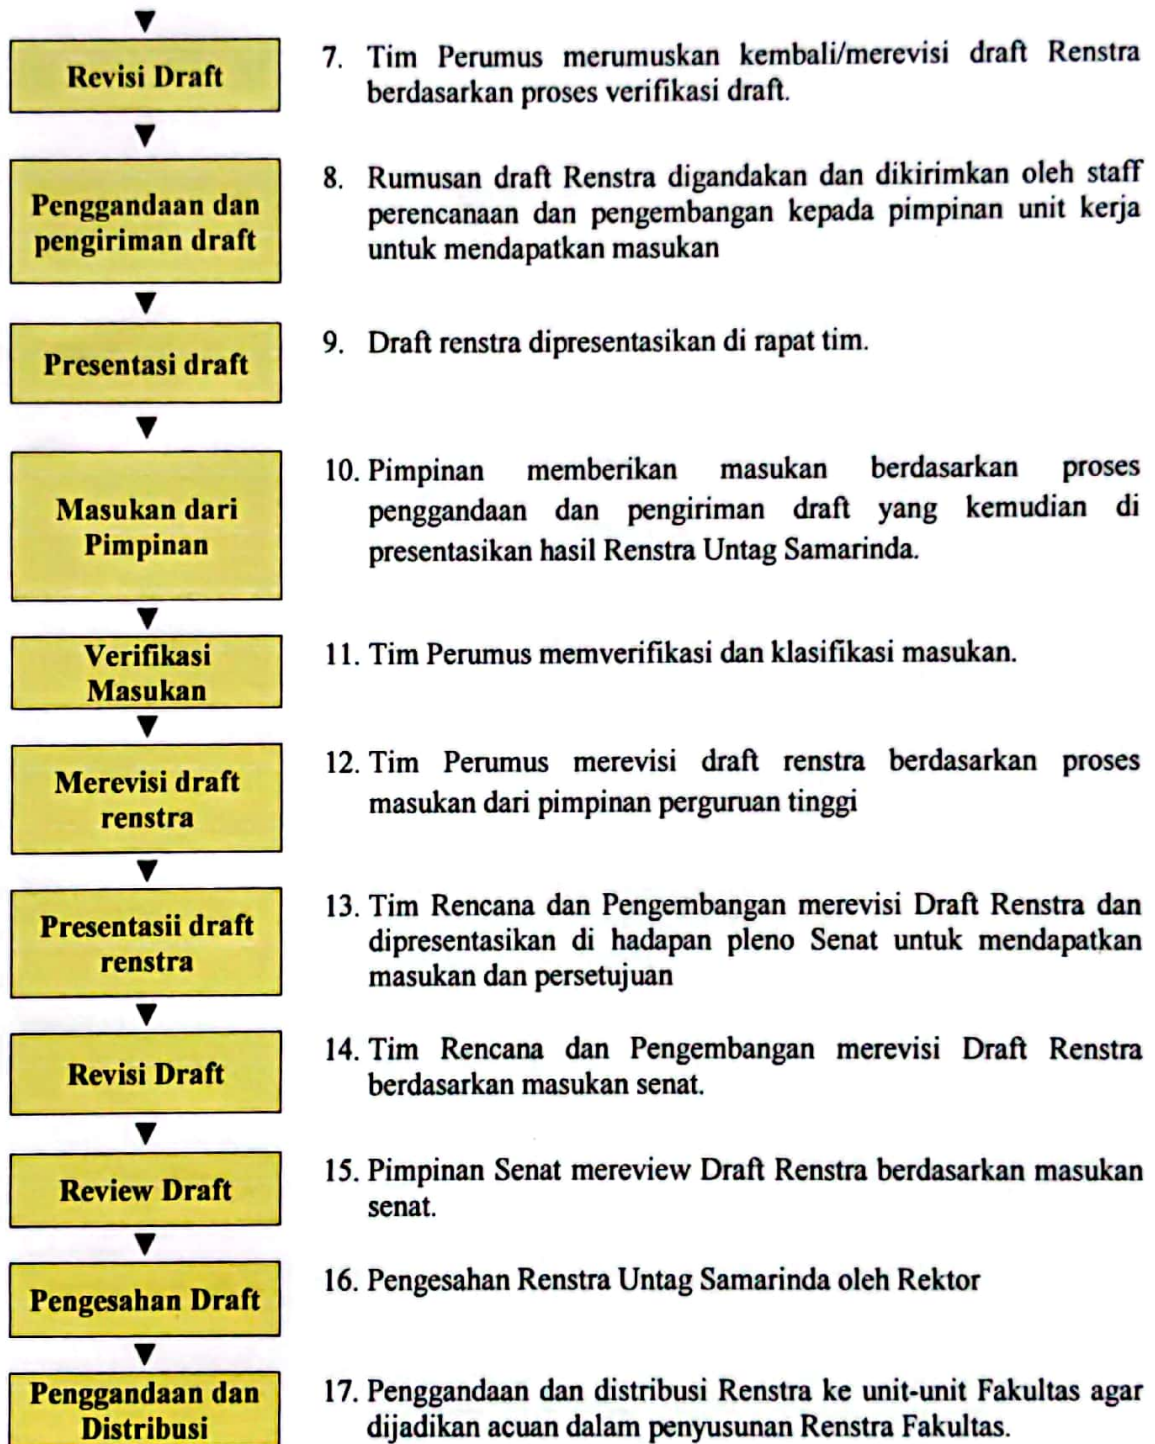 Revisi Draft
7. Tim Perumus merumuskan kembali/merevisi draft Renstra
berdasarkan proses verifikasi draft.
Penggandaan dan
pengiriman draft
8. Rumusan draft Renstra digandakan dan dikirimkan oleh staff
perencanaan dan pengembangan kepada pimpinan unit kerja
untuk mendapatkan masukan
Presentasi draft
9. Draft renstra dipresentasikan di rapat tim.
Masukan dari
Pimpinan
10. Pimpinan memberikan masukan berdasarkan proses
penggandaan dan pengiriman draft yang kemudian di
presentasikan hasil Renstra Untag Samarinda.
Verifikasi
Masukan
11. Tim Perumus memverifikasi dan klasifikasi masukan.
Merevisi draft
renstra
12. Tim Perumus merevisi draft renstra berdasarkan proses
masukan dari pimpinan perguruan tinggi
Presentasii draft
renstra
13. Tim Rencana dan Pengembangan merevisi Draft Renstra dan
dipresentasikan di hadapan pleno Senat untuk mendapatkan
masukan dan persetujuan
Revisi Draft
14. Tim Rencana dan Pengembangan merevisi Draft Renstra
berdasarkan masukan senat.
Review Draft
15. Pimpinan Senat mereview Draft Renstra berdasarkan masukan
senat.
Pengesahan Draft
16. Pengesahan Renstra Untag Samarinda oleh Rektor
Penggandaan dan
Distribusi
17. Penggandaan dan distribusi Renstra ke unit-unit Fakultas agar
dijadikan acuan dalam penyusunan Renstra Fakultas.